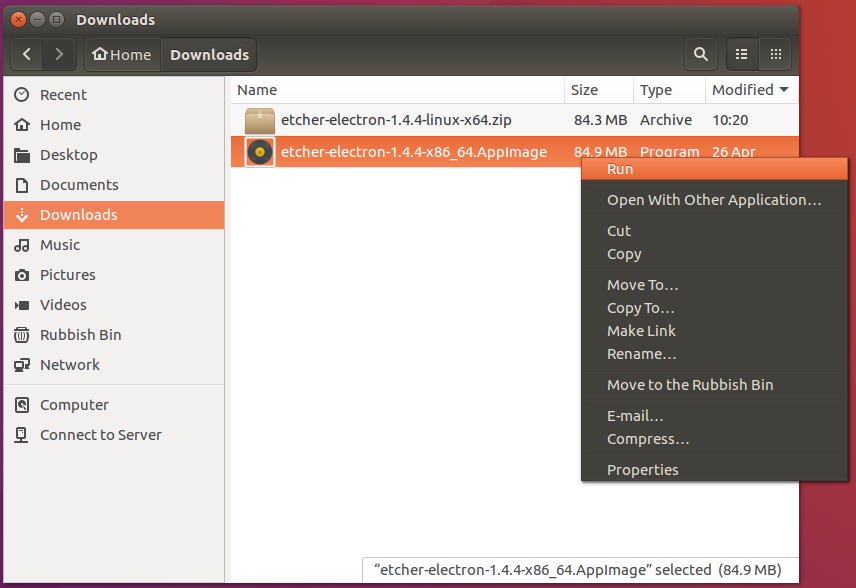 Downloads
Home Downloads
Name Size Type Modified
Recent
Home
Desktop
Documents
Downloads
Music
Pictures
Videos
Rubbish Bin
Network
Computer
Connect to Server
etcher-electron-1.4.4-linux-x64.zip 84.3 MB Archive 10:20
etcher-electron-1.4.4-x86_64.AppImage 84.9 MB Program 26 Apr
Run
Open With Other Application…
Cut
Copy
Move To…
Copy To…
Make Link
Rename…
Move to the Rubbish Bin
E-mail…
Compress…
Properties
“etcher-electron-1.4.4-x86_64.AppImage” selected (84.9 MB)